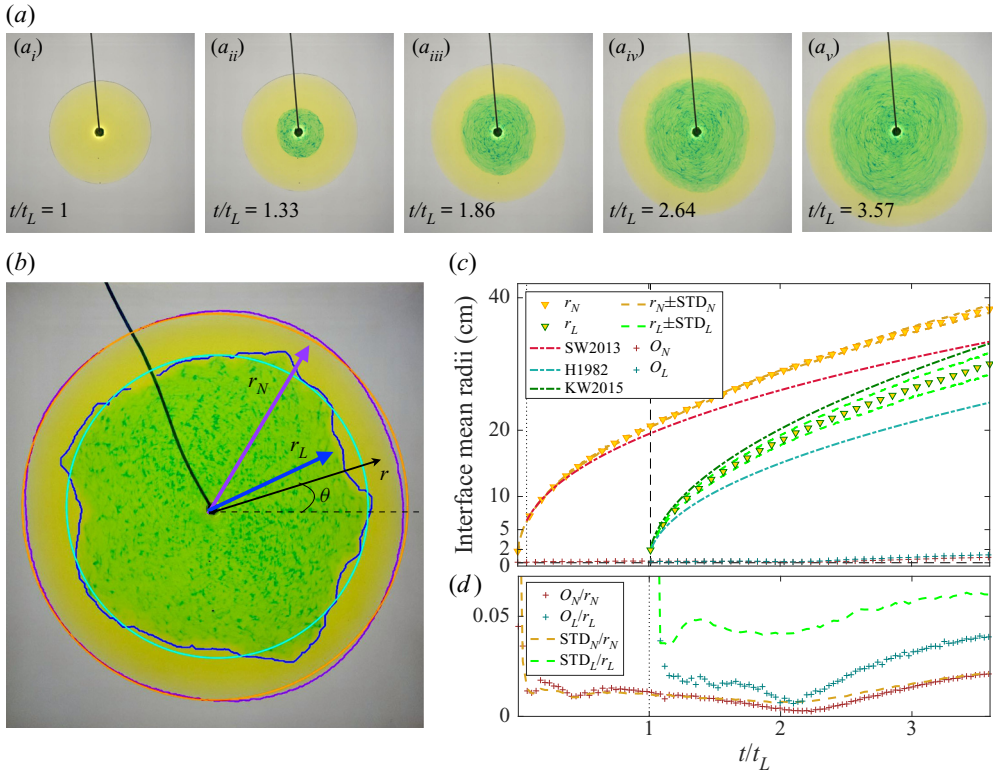 (a)
(a_i)
(a_ii)
(a_iii)
(a_iv)
(a_v)
t/t_L = 1
t/t_L = 1.33
t/t_L = 1.86
t/t_L = 2.64
t/t_L = 3.57
(b)
r_N
r_L
r
θ
(c)
Interface mean radii (cm)
40
20
10
5
2
0
r_N
r_L
SW2013
H1982
KW2015
r_N±STD_N
r_L±STD_L
O_N
O_L
(d)
0.05
0
O_N/r_N
O_L/r_L
STD_N/r_N
STD_L/r_L
1
2
3
t/t_L